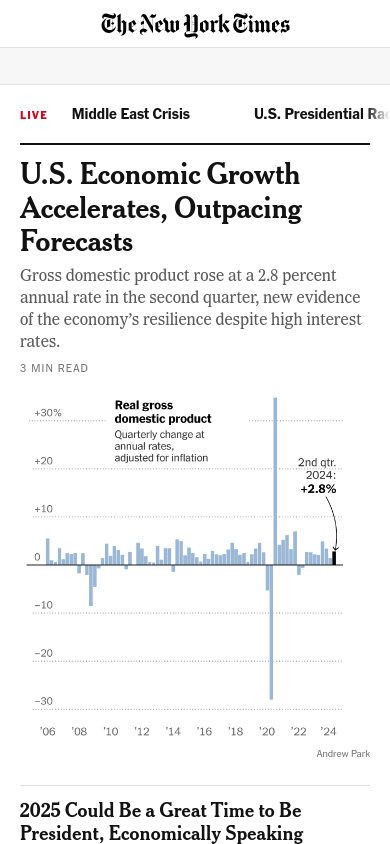 The New York Times
LIVE Middle East Crisis U.S. Presidential Rac
U.S. Economic Growth
Accelerates, Outpacing
Forecasts
Gross domestic product rose at a 2.8 percent
annual rate in the second quarter, new evidence
of the economy’s resilience despite high interest
rates.
3 MIN READ
Real gross
domestic product
Quarterly change at
annual rates,
adjusted for inflation
+30%
+20
+10
0
−10
−20
−30
2nd qtr.
2024:
+2.8%
’06 ’08 ’10 ’12 ’14 ’16 ’18 ’20 ’22 ’24
Andrew Park
2025 Could Be a Great Time to Be
President, Economically Speaking